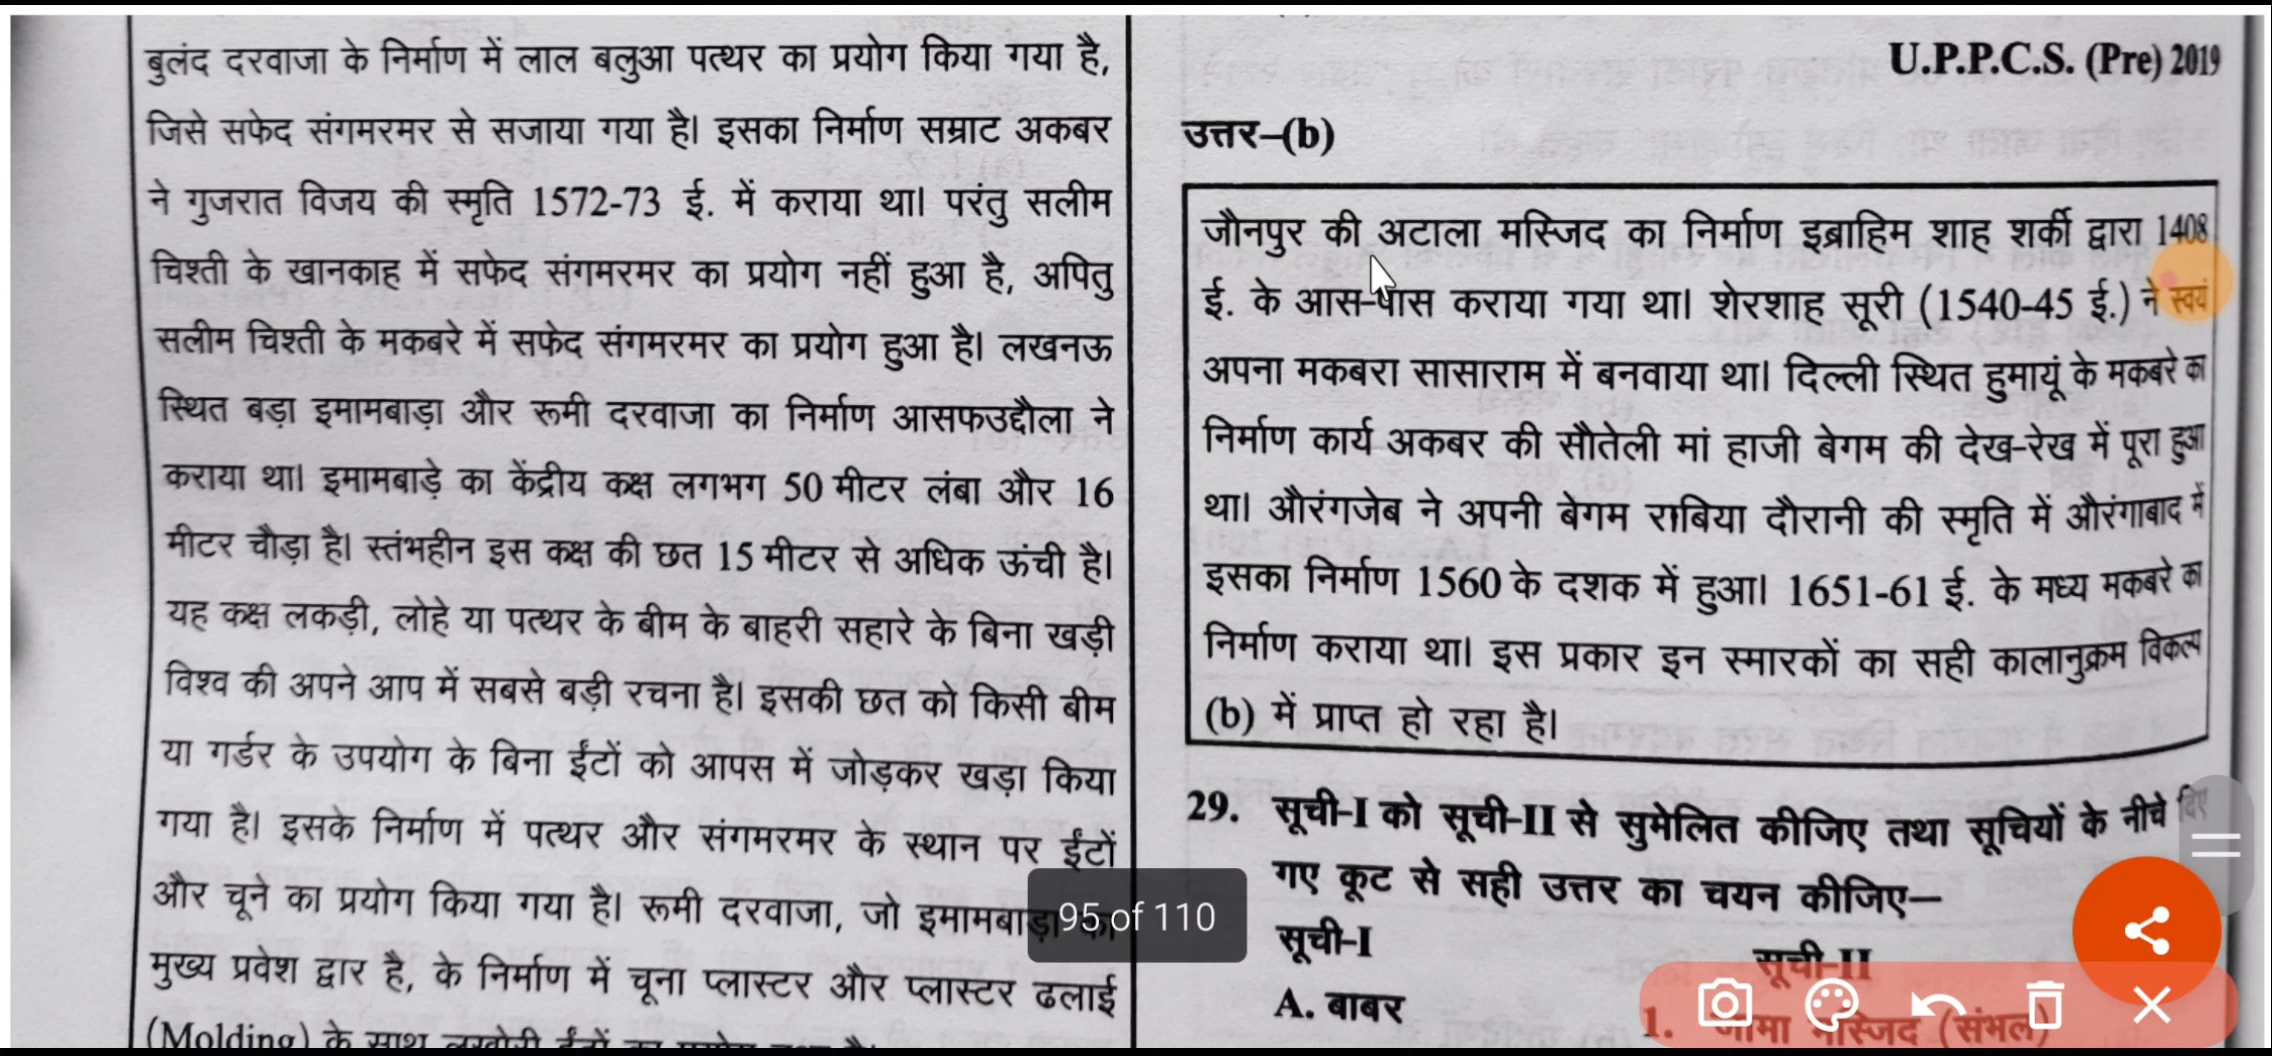 बुलंद दरवाजा के निर्माण में लाल बलुआ पत्थर का प्रयोग किया गया है,
जिसे सफेद संगमरमर से सजाया गया है। इसका निर्माण सम्राट अकबर
ने गुजरात विजय की स्मृति 1572-73 ई. में कराया था। परंतु सलीम
चिश्ती के खानकाह में सफेद संगमरमर का प्रयोग नहीं हुआ है, अपितु
सलीम चिश्ती के मकबरे में सफेद संगमरमर का प्रयोग हुआ है। लखनऊ
स्थित बड़ा इमामबाड़ा और रूमी दरवाजा का निर्माण आसफउद्दौला ने
कराया था। इमामबाड़े का केंद्रीय कक्ष लगभग 50 मीटर लंबा और 16
मीटर चौड़ा है। स्तंभहीन इस कक्ष की छत 15 मीटर से अधिक ऊंची है।
यह कक्ष लकड़ी, लोहे या पत्थर के बीम के बाहरी सहारे के बिना खड़ी
विश्व की अपने आप में सबसे बड़ी रचना है। इसकी छत को किसी बीम
या गर्डर के उपयोग के बिना ईंटों को आपस में जोड़कर खड़ा किया
गया है। इसके निर्माण में पत्थर और संगमरमर के स्थान पर ईंटों
और चूने का प्रयोग किया गया है। रूमी दरवाजा, जो इमामबाड़ा का
मुख्य प्रवेश द्वार है, के निर्माण में चूना प्लास्टर और प्लास्टर ढलाई
(Molding) के साथ लखोरी ईंटों का
U.P.P.C.S. (Pre) 2019
उत्तर–(b)
जौनपुर की अटाला मस्जिद का निर्माण इब्राहिम शाह शर्की द्वारा 1408
ई. के आस-पास कराया गया था। शेरशाह सूरी (1540-45 ई.) ने स्वयं
अपना मकबरा सासाराम में बनवाया था। दिल्ली स्थित हुमायूं के मकबरे का
निर्माण कार्य अकबर की सौतेली मां हाजी बेगम की देख-रेख में पूरा हुआ
था। औरंगजेब ने अपनी बेगम राबिया दौरानी की स्मृति में औरंगाबाद में
इसका निर्माण 1560 के दशक में हुआ। 1651-61 ई. के मध्य मकबरे का
निर्माण कराया था। इस प्रकार इन स्मारकों का सही कालानुक्रम विकल्प
(b) में प्राप्त हो रहा है।
29. सूची-I को सूची-II से सुमेलित कीजिए तथा सूचियों के नीचे दिए
गए कूट से सही उत्तर का चयन कीजिए–
सूची-I
सूची-II
A. बाबर
1. जामा मस्जिद (संभल)
95 of 110